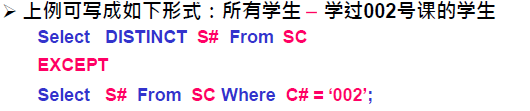 ➢ 上例可写成如下形式：所有学生 – 学过002号课的学生
Select DISTINCT S# From SC
EXCEPT
Select S# From SC Where C# = ‘002’;